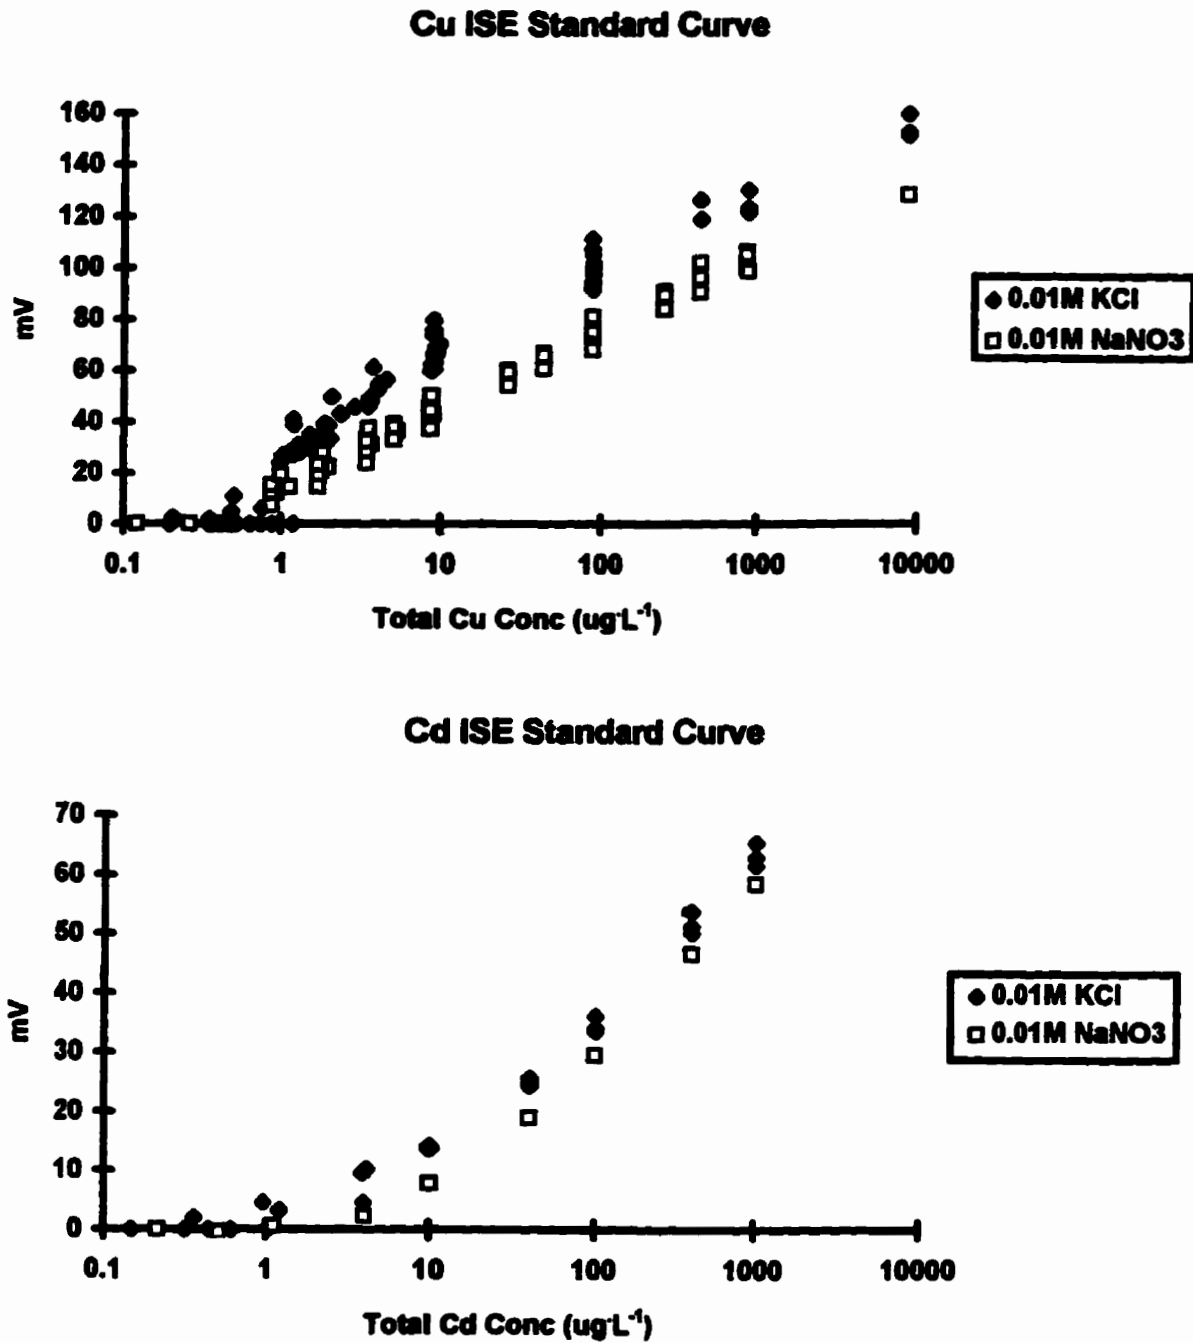 Cu ISE Standard Curve
160
140
120
100
80
60
40
20
0
mV
0.1 1 10 100 1000 10000
Total Cu Conc (ug·L⁻¹)
◆ 0.01M KCl
□ 0.01M NaNO3
Cd ISE Standard Curve
70
60
50
40
30
20
10
0
mV
0.1 1 10 100 1000 10000
Total Cd Conc (ug·L⁻¹)
◆ 0.01M KCl
□ 0.01M NaNO3